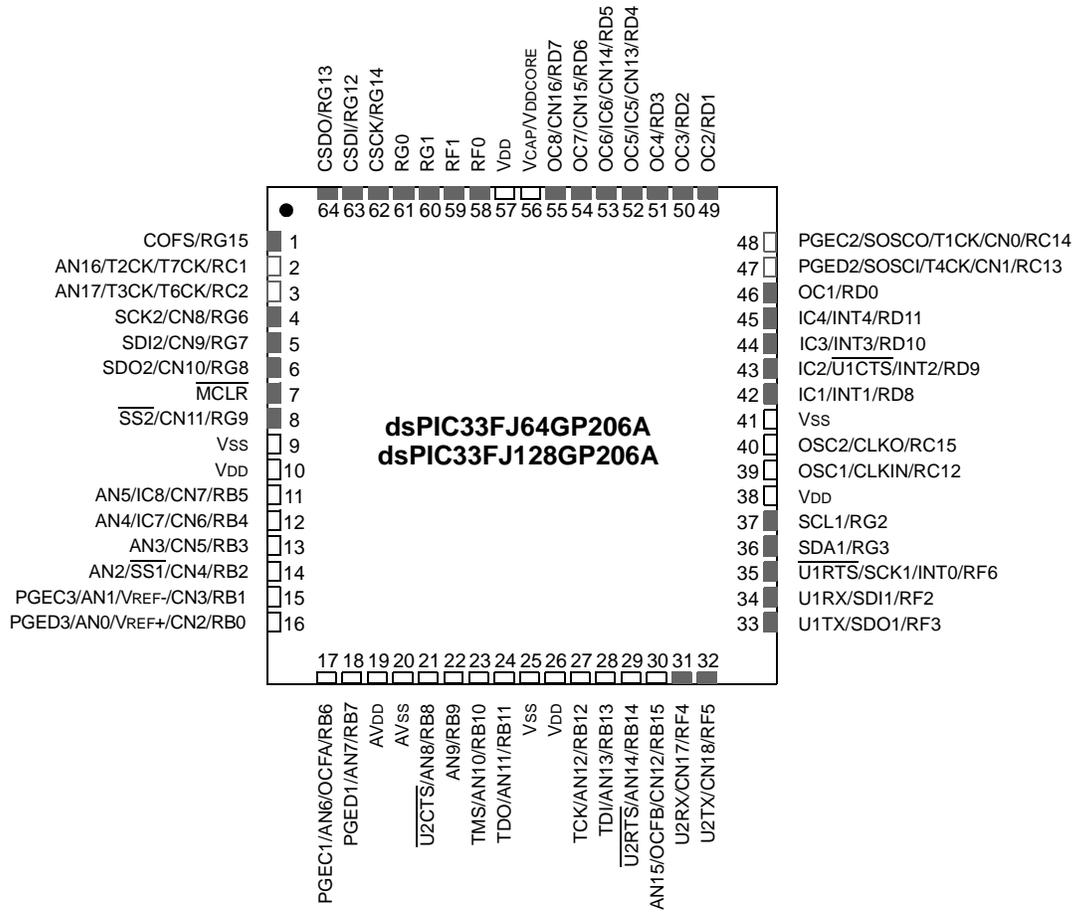 CSDO/RG13
CSDI/RG12
CSCK/RG14
RG0
RG1
RF1
RF0
VDD
VCAP/VDDCORE
OC8/CN16/RD7
OC7/CN15/RD6
OC6/IC6/CN14/RD5
OC5/IC5/CN13/RD4
OC4/RD3
OC3/RD2
OC2/RD1
64 63 62 61 60 59 58 57 56 55 54 53 52 51 50 49
COFS/RG15 1
AN16/T2CK/T7CK/RC1 2
AN17/T3CK/T6CK/RC2 3
SCK2/CN8/RG6 4
SDI2/CN9/RG7 5
SDO2/CN10/RG8 6
MCLR 7
SS2/CN11/RG9 8
VSS 9
VDD 10
AN5/IC8/CN7/RB5 11
AN4/IC7/CN6/RB4 12
AN3/CN5/RB3 13
AN2/SS1/CN4/RB2 14
PGEC3/AN1/VREF-/CN3/RB1 15
PGED3/AN0/VREF+/CN2/RB0 16
dsPIC33FJ64GP206A
dsPIC33FJ128GP206A
48 PGEC2/SOSCO/T1CK/CN0/RC14
47 PGED2/SOSCI/T4CK/CN1/RC13
46 OC1/RD0
45 IC4/INT4/RD11
44 IC3/INT3/RD10
43 IC2/U1CTS/INT2/RD9
42 IC1/INT1/RD8
41 VSS
40 OSC2/CLKO/RC15
39 OSC1/CLKIN/RC12
38 VDD
37 SCL1/RG2
36 SDA1/RG3
35 U1RTS/SCK1/INT0/RF6
34 U1RX/SDI1/RF2
33 U1TX/SDO1/RF3
17 18 19 20 21 22 23 24 25 26 27 28 29 30 31 32
PGEC1/AN6/OCFA/RB6
PGED1/AN7/RB7
AVDD
AVSS
U2CTS/AN8/RB8
AN9/RB9
TMS/AN10/RB10
TDO/AN11/RB11
VSS
VDD
TCK/AN12/RB12
TDI/AN13/RB13
U2RTS/AN14/RB14
AN15/OCFB/CN12/RB15
U2RX/CN17/RF4
U2TX/CN18/RF5